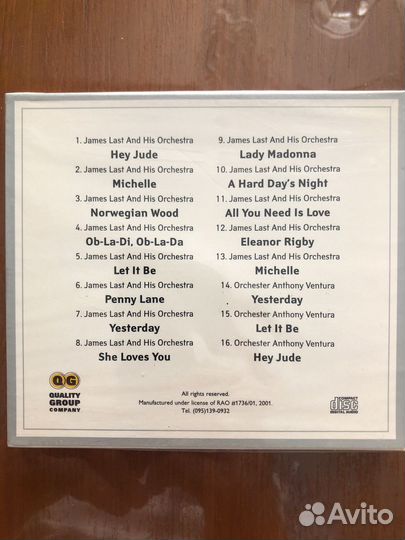 1. James Last And His Orchestra
Hey Jude
2. James Last And His Orchestra
Michelle
3. James Last And His Orchestra
Norwegian Wood
4. James Last And His Orchestra
Ob-La-Di, Ob-La-Da
5. James Last And His Orchestra
Let It Be
6. James Last And His Orchestra
Penny Lane
7. James Last And His Orchestra
Yesterday
8. James Last And His Orchestra
She Loves You
9. James Last And His Orchestra
Lady Madonna
10. James Last And His Orchestra
A Hard Day's Night
11. James Last And His Orchestra
All You Need Is Love
12. James Last And His Orchestra
Eleanor Rigby
13. James Last And His Orchestra
Michelle
14. Orchester Anthony Ventura
Yesterday
15. Orchester Anthony Ventura
Let It Be
16. Orchester Anthony Ventura
Hey Jude
QG
QUALITY
GROUP
COMPANY
All rights reserved.
Manufactured under license of RAO #1736/01, 2001.
Tel. (095)139-0932
COMPACT
disc
DIGITAL AUDIO
Avito